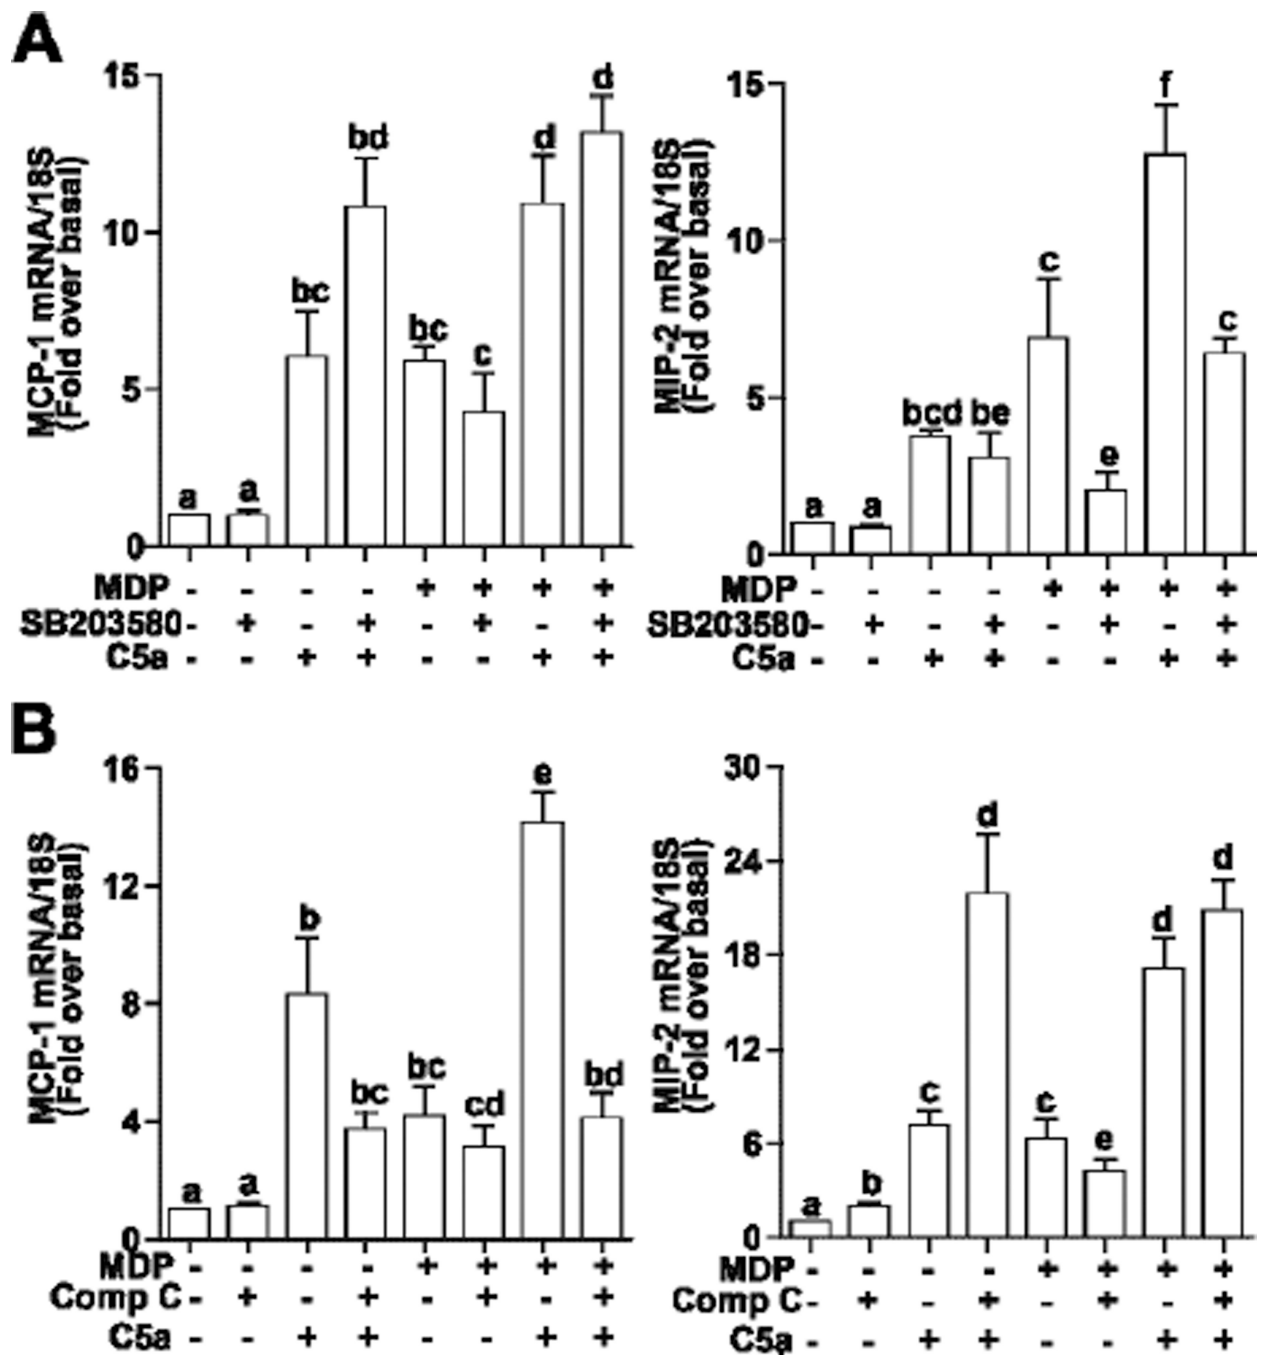 A
MCP-1 mRNA/18S
(Fold over basal)
15
10
5
0
a
a
bc
bd
bc
c
d
d
MDP - - - - + + + +
SB203580 - + - + - + - +
C5a - - + + - - + +
MIP-2 mRNA/18S
(Fold over basal)
15
10
5
0
a
a
bcd
be
c
e
f
c
MDP - - - - + + + +
SB203580 - + - + - + - +
C5a - - + + - - + +
B
MCP-1 mRNA/18S
(Fold over basal)
16
12
8
4
0
a
a
b
bc
bc
cd
e
bd
MDP - - - - + + + +
Comp C - + - + - + - +
C5a - - + + - - + +
MIP-2 mRNA/18S
(Fold over basal)
30
24
18
12
6
0
a
b
c
d
c
e
d
d
MDP - - - - + + + +
Comp C - + - + - + - +
C5a - - + + - - + +